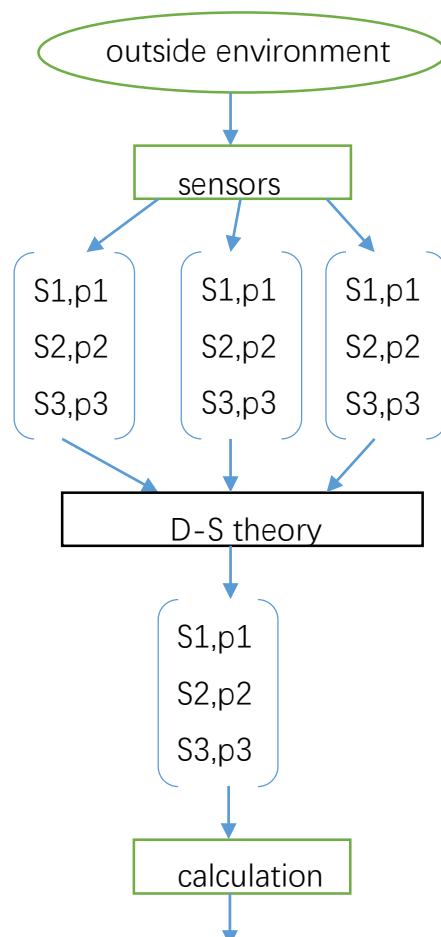 outside environment
sensors
S1,p1
S2,p2
S3,p3
S1,p1
S2,p2
S3,p3
S1,p1
S2,p2
S3,p3
D-S theory
S1,p1
S2,p2
S3,p3
calculation